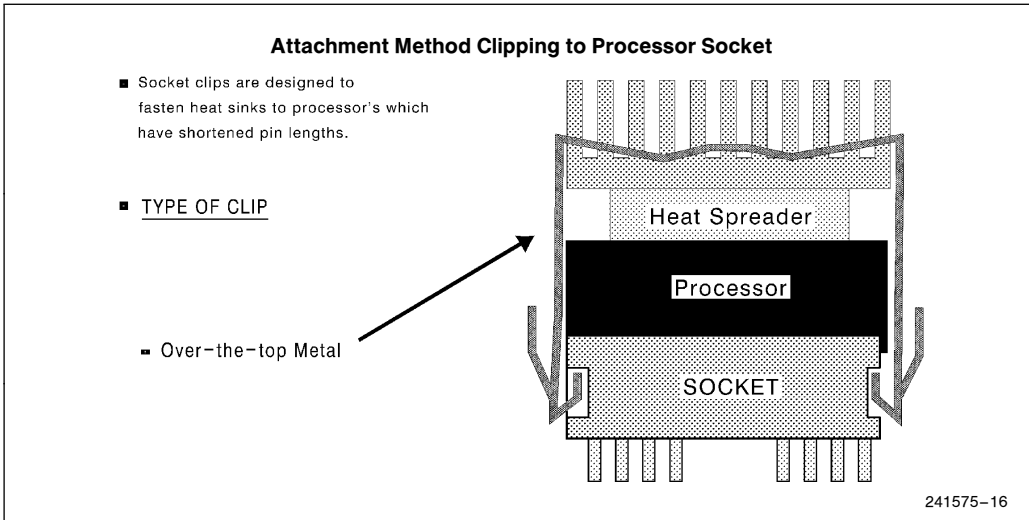 Attachment Method Clipping to Processor Socket
▪ Socket clips are designed to
fasten heat sinks to processor's which
have shortened pin lengths.
▪ TYPE OF CLIP
▪ Over-the-top Metal
Heat Spreader
Processor
SOCKET
241575-16